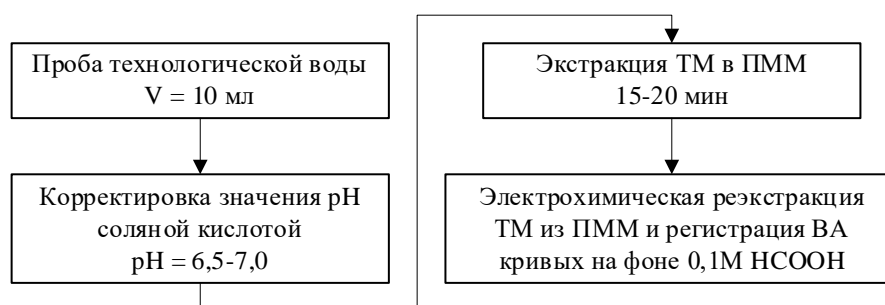 Проба технологической воды
V = 10 мл
Корректировка значения pH
соляной кислотой
pH = 6,5-7,0
Экстракция ТМ в ПММ
15-20 мин
Электрохимическая реэкстракция
ТМ из ПММ и регистрация ВА
кривых на фоне 0,1М НСООН